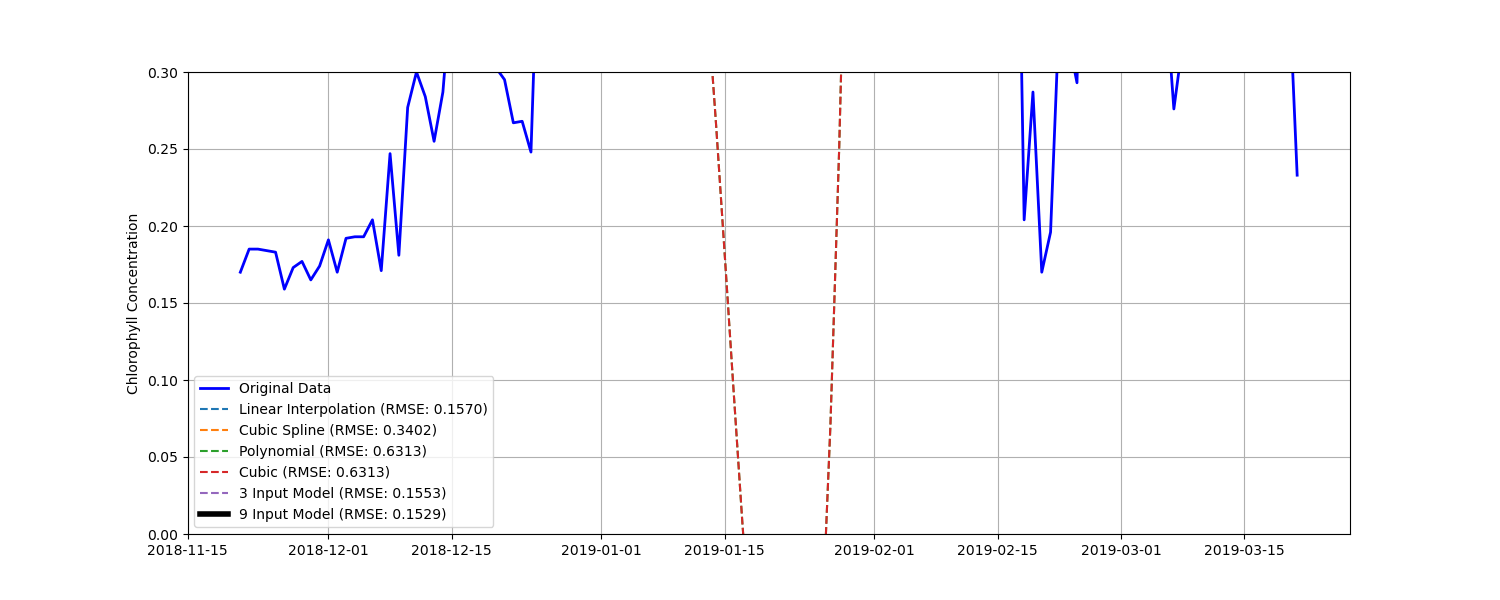 0.30
0.25
0.20
0.15
0.10
0.05
0.00
Chlorophyll Concentration
Original Data
Linear Interpolation (RMSE: 0.1570)
Cubic Spline (RMSE: 0.3402)
Polynomial (RMSE: 0.6313)
Cubic (RMSE: 0.6313)
3 Input Model (RMSE: 0.1553)
9 Input Model (RMSE: 0.1529)
2018-11-15 2018-12-01 2018-12-15 2019-01-01 2019-01-15 2019-02-01 2019-02-15 2019-03-01 2019-03-15